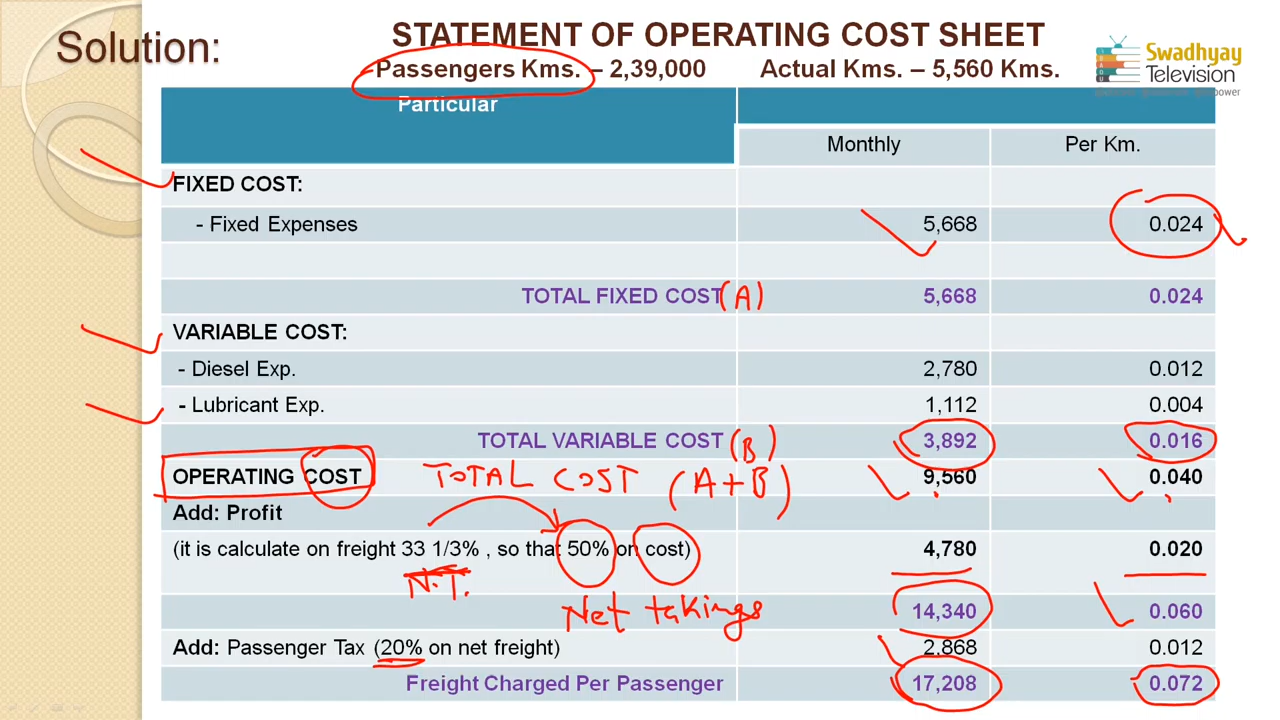 Solution:
STATEMENT OF OPERATING COST SHEET
Passengers Kms. – 2,39,000 Actual Kms. – 5,560 Kms.
Swadhyay
Television
Particular
Monthly Per Km.
FIXED COST:
- Fixed Expenses 5,668 0.024
TOTAL FIXED COST (A) 5,668 0.024
VARIABLE COST:
- Diesel Exp. 2,780 0.012
- Lubricant Exp. 1,112 0.004
TOTAL VARIABLE COST (B) 3,892 0.016
OPERATING COST TOTAL COST (A+B) 9,560 0.040
Add: Profit
(it is calculate on freight 33 1/3% , so that 50% on cost) 4,780 0.020
N.T.
Net takings 14,340 0.060
Add: Passenger Tax (20% on net freight) 2,868 0.012
Freight Charged Per Passenger 17,208 0.072